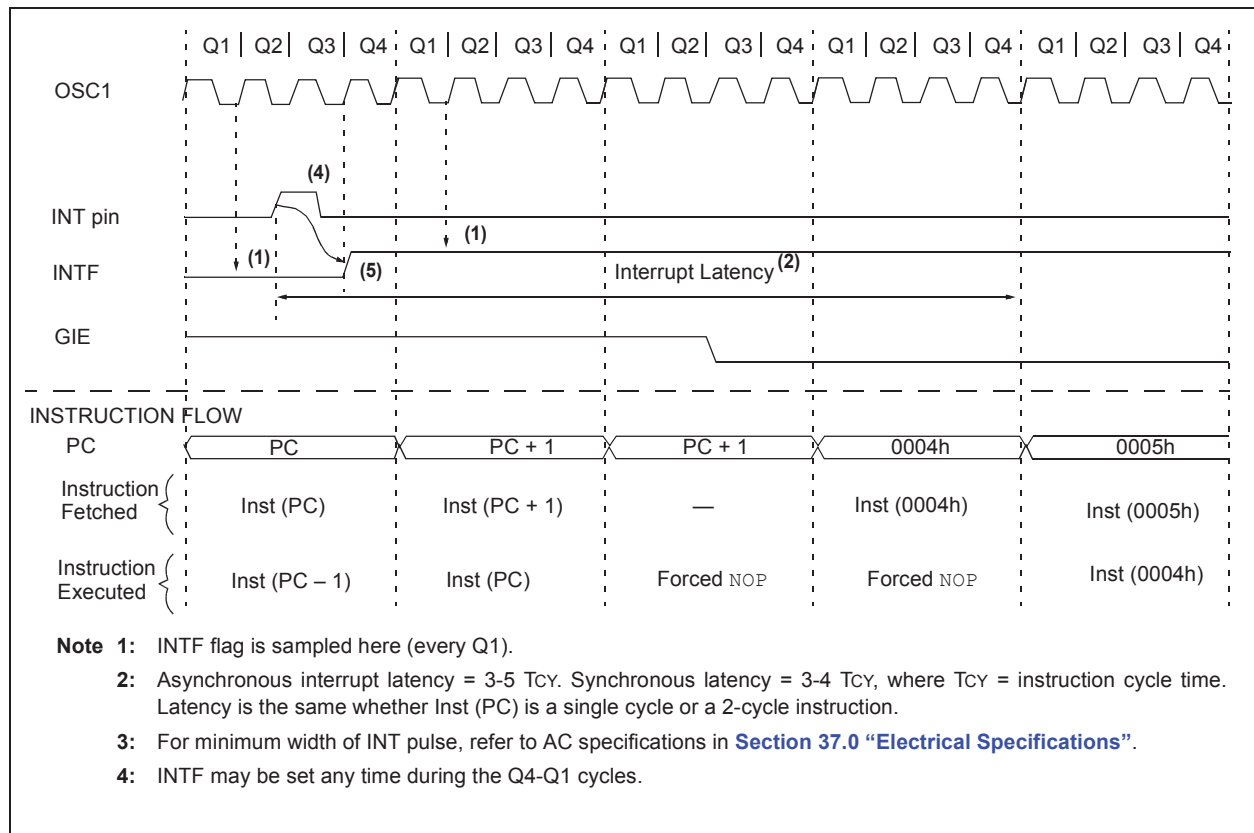 Q1 | Q2 | Q3 | Q4 Q1 | Q2 | Q3 | Q4 Q1 | Q2 | Q3 | Q4 Q1 | Q2 | Q3 | Q4 Q1 | Q2 | Q3 | Q4
OSC1
(4)
INT pin
(1)
(1)
INTF
(5)
Interrupt Latency(2)
GIE
INSTRUCTION FLOW
PC PC PC + 1 PC + 1 0004h 0005h
Instruction
Fetched
Inst (PC) Inst (PC + 1) — Inst (0004h) Inst (0005h)
Instruction
Executed
Inst (PC – 1) Inst (PC) Forced NOP Forced NOP Inst (0004h)
Note 1: INTF flag is sampled here (every Q1).
2: Asynchronous interrupt latency = 3-5 TCY. Synchronous latency = 3-4 TCY, where TCY = instruction cycle time.
Latency is the same whether Inst (PC) is a single cycle or a 2-cycle instruction.
3: For minimum width of INT pulse, refer to AC specifications in Section 37.0 “Electrical Specifications”.
4: INTF may be set any time during the Q4-Q1 cycles.